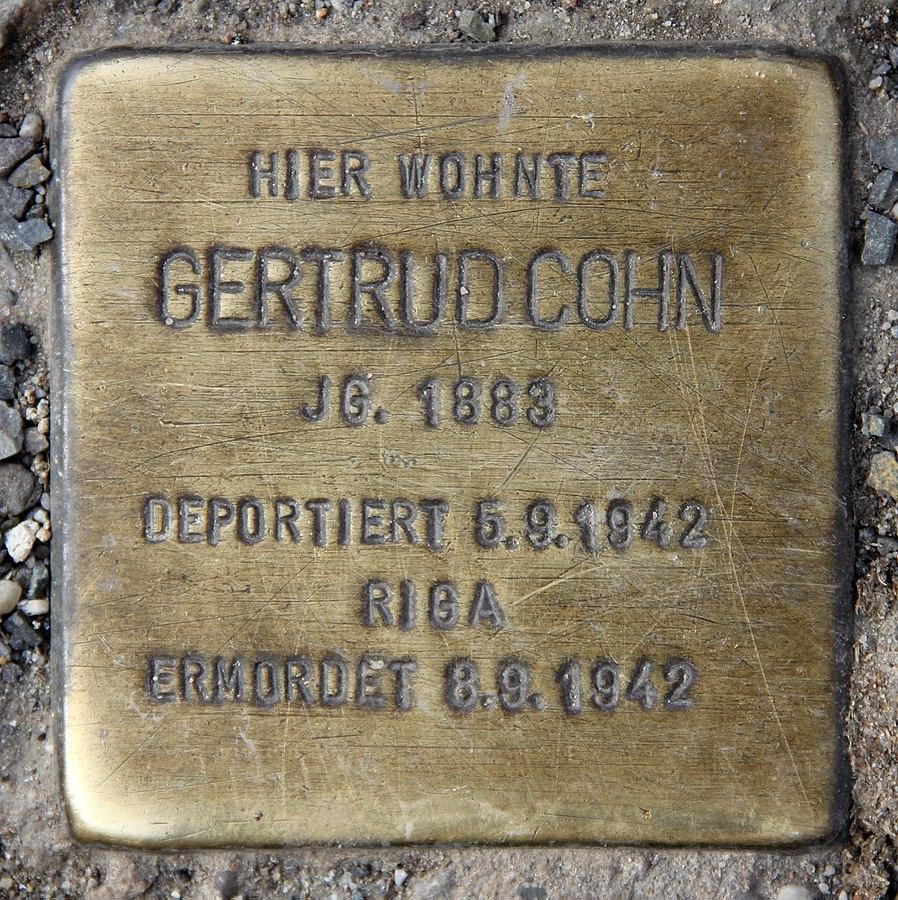 HIER WOHNTE
GERTRUD COHN
JG. 1883
DEPORTIERT 5.9.1942
RIGA
ERMORDET 8.9.1942